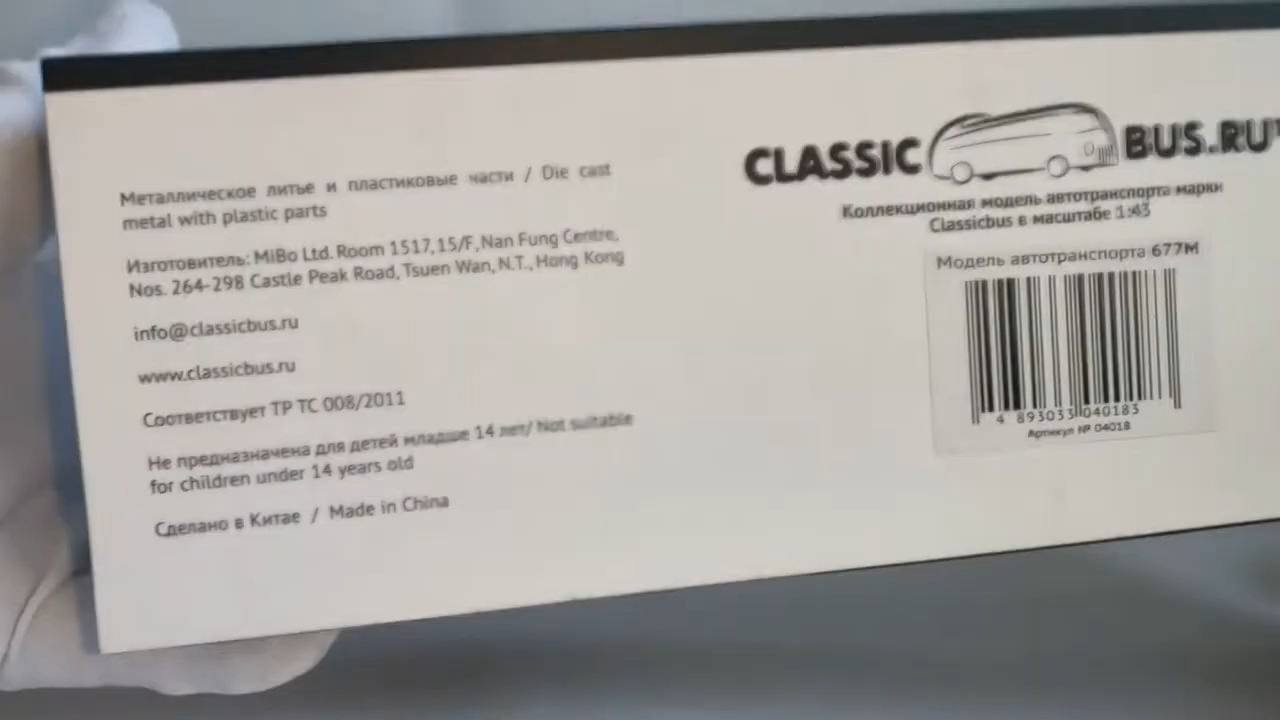 Металлическое литье и пластиковые части / Die cast
metal with plastic parts
Изготовитель: MiBo Ltd. Room 1517,15/F, Nan Fung Centre,
Nos. 264-298 Castle Peak Road, Tsuen Wan, N.T., Hong Kong
info@classicbus.ru
www.classicbus.ru
Соответствует ТР ТС 008/2011
Не предназначена для детей младше 14 лет/ Not suitable
for children under 14 years old
Сделано в Китае / Made in China
CLASSIC BUS.RU
Коллекционная модель автотранспорта марки
Classicbus в масштабе 1:43
Модель автотранспорта 677М
4 893033 040183
Артикул № 04018